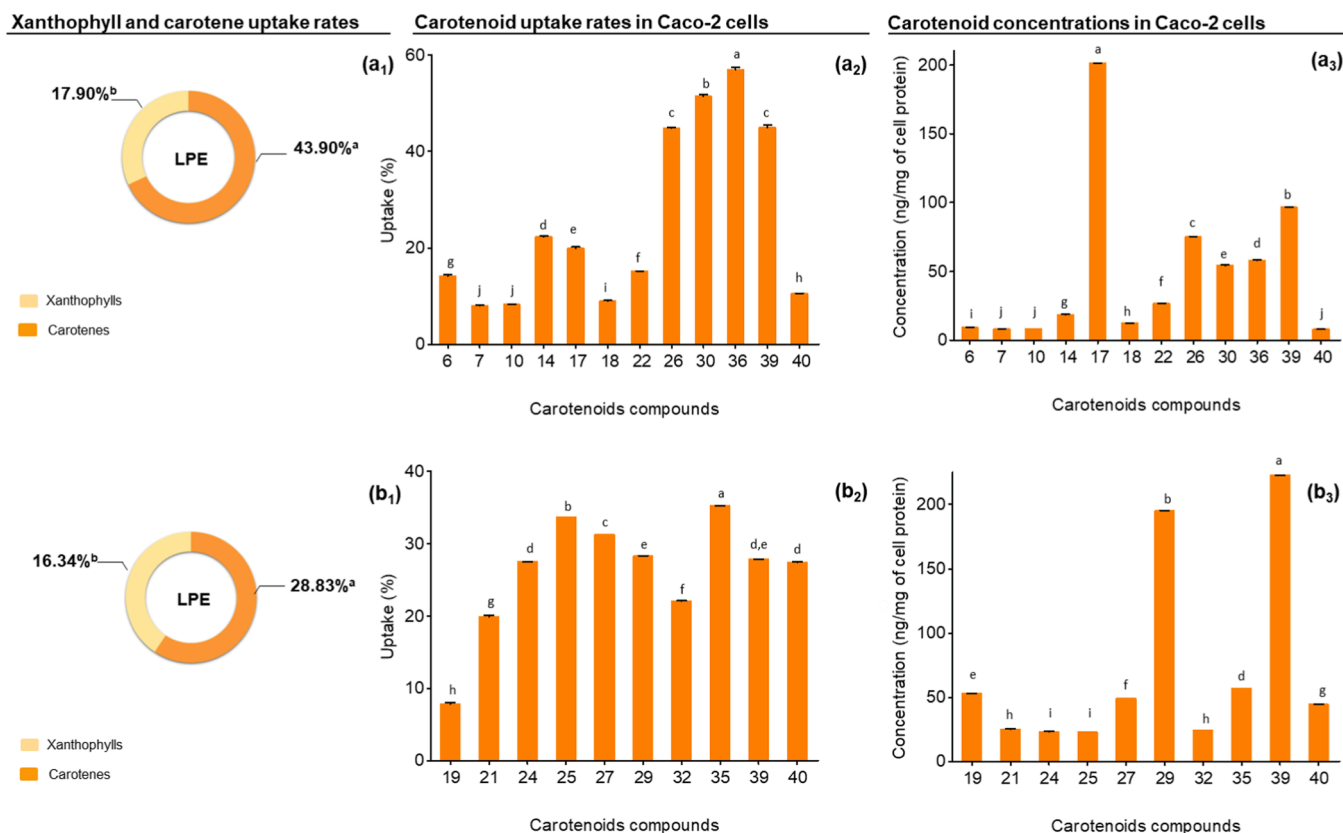 Xanthophyll and carotene uptake rates
Carotenoid uptake rates in Caco-2 cells
Carotenoid concentrations in Caco-2 cells
(a1)
17.90%b
43.90%a
LPE
Xanthophylls
Carotenes
(a2)
Uptake (%)
60
40
20
0
g
j
j
d
e
i
f
c
b
a
c
h
6 7 10 14 17 18 22 26 30 36 39 40
Carotenoids compounds
(a3)
Concentration (ng/mg of cell protein)
200
150
100
50
0
i
j
j
g
a
h
f
c
e
d
b
j
6 7 10 14 17 18 22 26 30 36 39 40
Carotenoids compounds
(b1)
16.34%b
28.83%a
LPE
Xanthophylls
Carotenes
(b2)
Uptake (%)
40
30
20
10
0
h
g
d
b
c
e
f
a
d,e
d
19 21 24 25 27 29 32 35 39 40
Carotenoids compounds
(b3)
Concentration (ng/mg of cell protein)
200
150
100
50
0
e
h
i
i
f
b
h
d
a
g
19 21 24 25 27 29 32 35 39 40
Carotenoids compounds